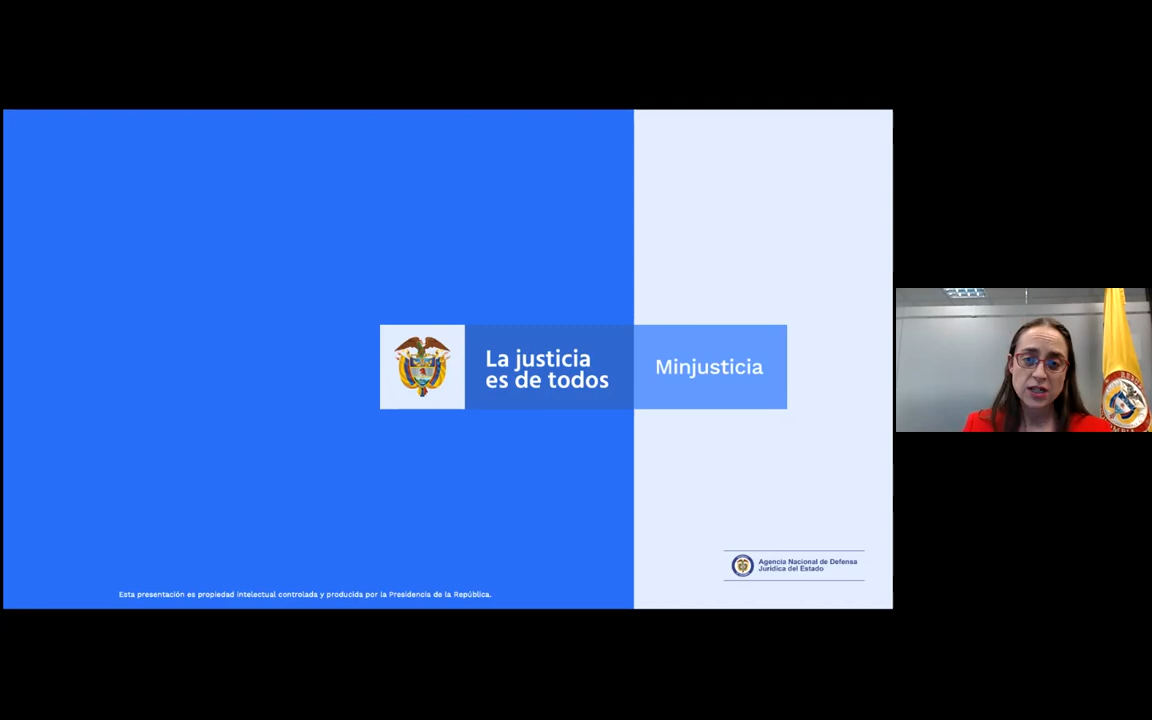 La justicia
es de todos
Minjusticia
Agencia Nacional de Defensa
Jurídica del Estado
Esta presentación es propiedad intelectual controlada y producida por la Presidencia de la República.